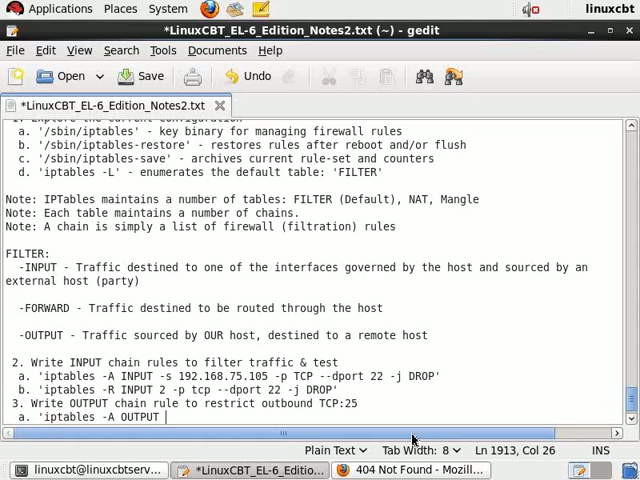 Applications Places System linuxcbt
*LinuxCBT_EL-6_Edition_Notes2.txt (~) - gedit
File Edit View Search Tools Documents Help
Open Save Undo
*LinuxCBT_EL-6_Edition_Notes2.txt
1. Explore the current configuration
a. '/sbin/iptables' - key binary for managing firewall rules
b. '/sbin/iptables-restore' - restores rules after reboot and/or flush
c. '/sbin/iptables-save' - archives current rule-set and counters
d. 'iptables -L' - enumerates the default table: 'FILTER'
Note: IPTables maintains a number of tables: FILTER (Default), NAT, Mangle
Note: Each table maintains a number of chains.
Note: A chain is simply a list of firewall (filtration) rules
FILTER:
-INPUT - Traffic destined to one of the interfaces governed by the host and sourced by an
external host (party)
-FORWARD - Traffic destined to be routed through the host
-OUTPUT - Traffic sourced by OUR host, destined to a remote host
2. Write INPUT chain rules to filter traffic & test
a. 'iptables -A INPUT -s 192.168.75.105 -p TCP --dport 22 -j DROP'
b. 'iptables -R INPUT 2 -p tcp --dport 22 -j DROP'
3. Write OUTPUT chain rule to restrict outbound TCP:25
a. 'iptables -A OUTPUT
Plain Text Tab Width: 8 Ln 1913, Col 26 INS
linuxcbt@linuxcbtserv... *LinuxCBT_EL-6_Editio... 404 Not Found - Mozill...